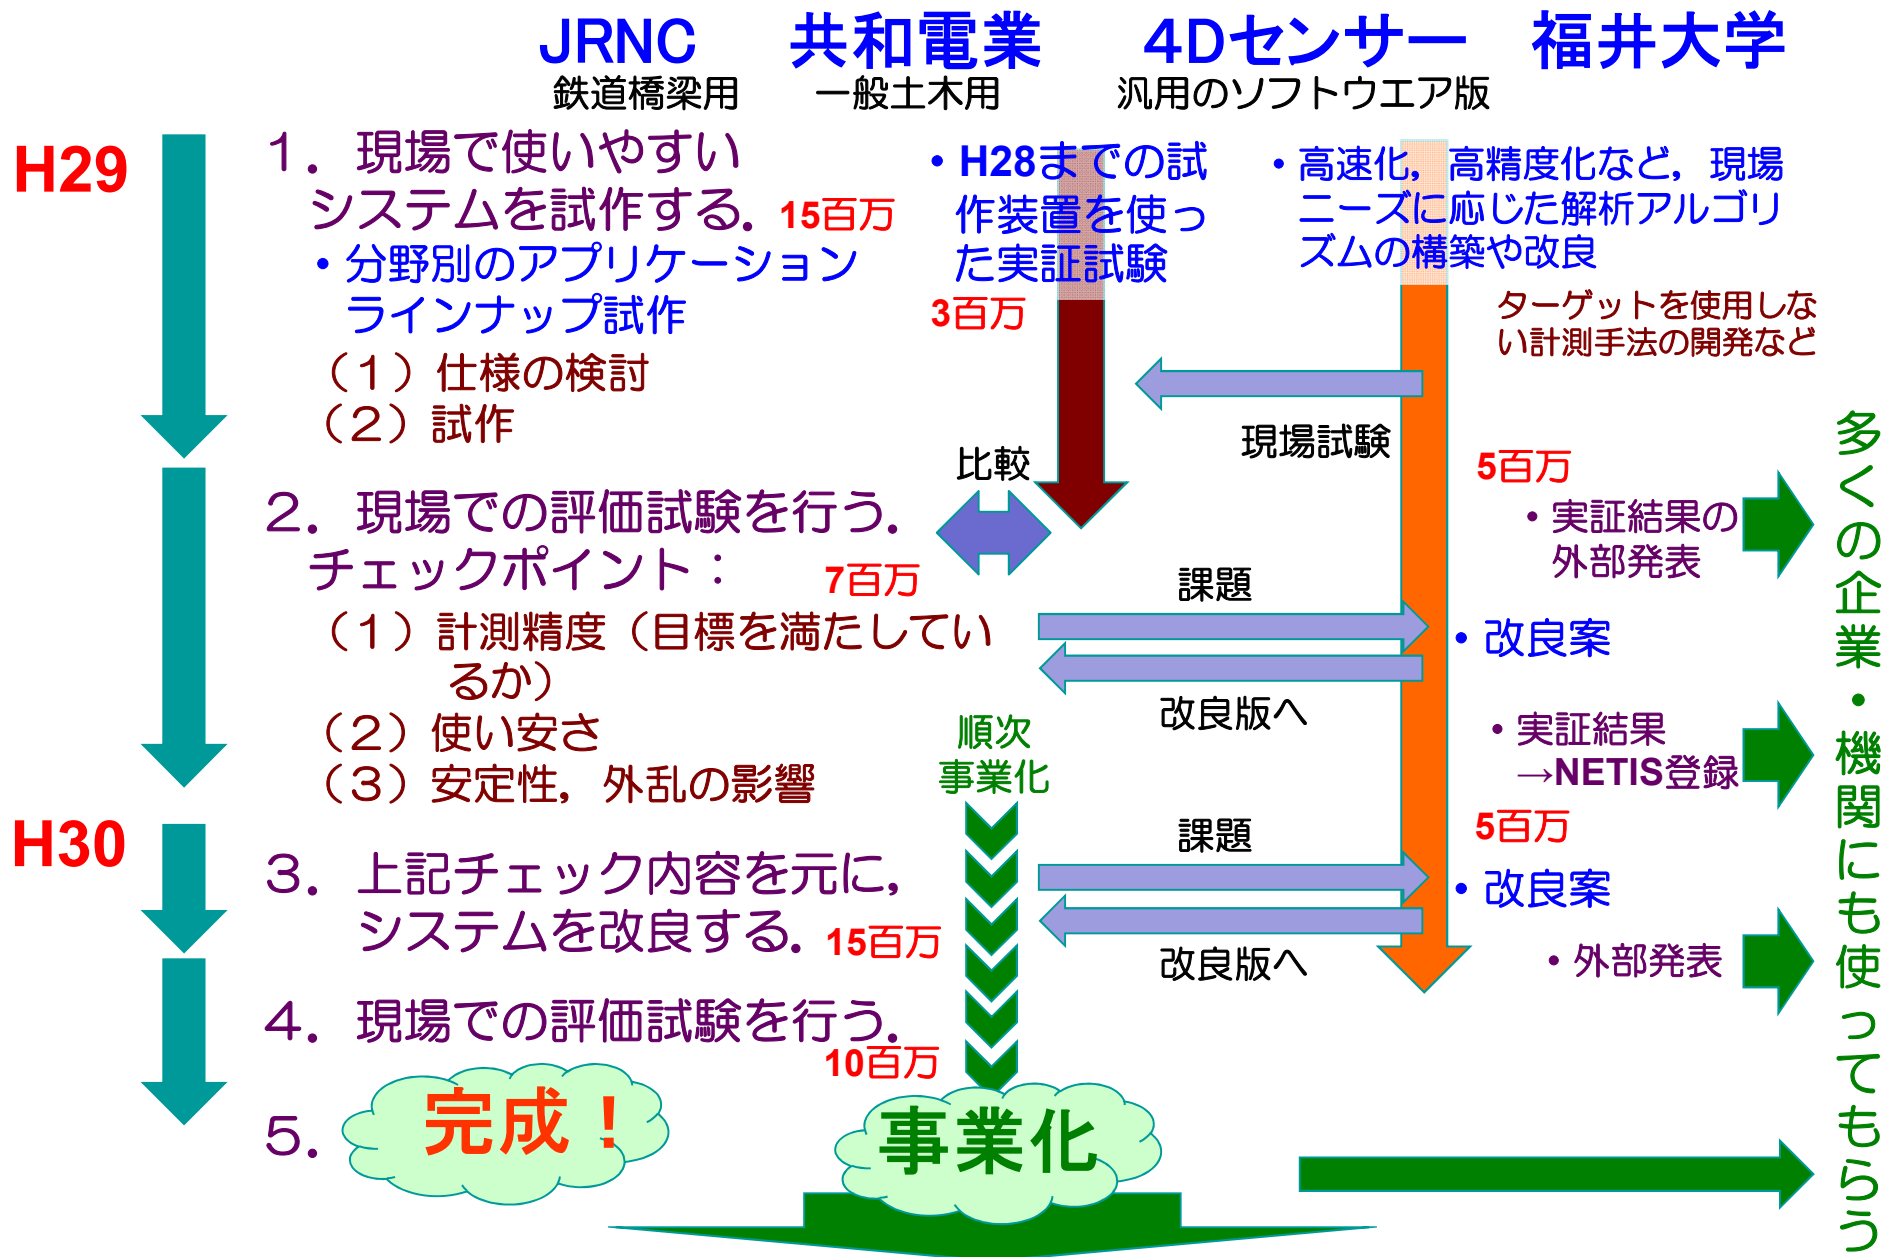 JRNC 共和電業 4Dセンサー 福井大学
鉄道橋梁用 一般土木用 汎用のソフトウエア版
H29
１．現場で使いやすい
システムを試作する．15百万
・分野別のアプリケーション
ラインナップ試作
（１）仕様の検討
（２）試作
・H28までの試
作装置を使っ
た実証試験
3百万
・高速化，高精度化など，現場
ニーズに応じた解析アルゴリ
ズムの構築や改良
ターゲットを使用しな
い計測手法の開発など
現場試験
比較
5百万
・実証結果の
外部発表
２．現場での評価試験を行う．
チェックポイント： 7百万
（１）計測精度（目標を満たしてい
るか）
（２）使い安さ
（３）安定性，外乱の影響
課題
・改良案
改良版へ
順次
事業化
・実証結果
→NETIS登録
H30
5百万
３．上記チェック内容を元に，
システムを改良する．15百万
課題
・改良案
改良版へ
・外部発表
４．現場での評価試験を行う．
10百万
５．完成！
事業化
多くの企業・機関にも使ってもらう